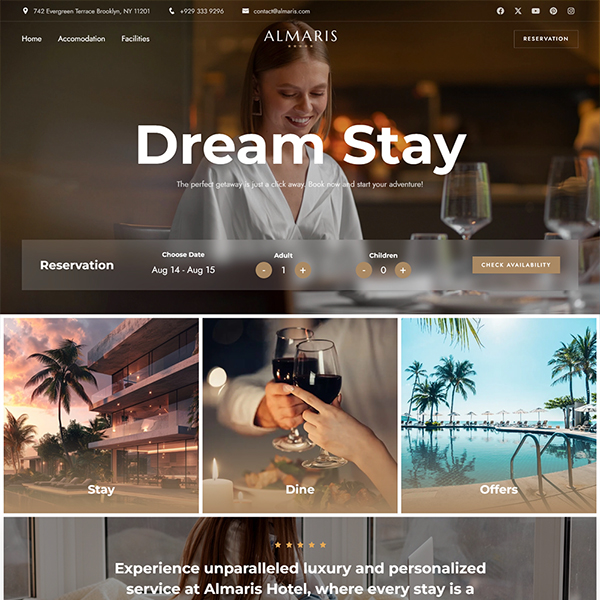 742 Evergreen Terrace Brooklyn, NY 11201
+929 333 9296
contact@almaris.com
Home
Accomodation
Facilities
ALMARIS
RESERVATION
Dream Stay
The perfect getaway is just a click away. Book now and start your adventure!
Reservation
Choose Date
Aug 14 - Aug 15
Adult
- 1 +
Children
- 0 +
CHECK AVAILABILITY
Stay
Dine
Offers
Experience unparalleled luxury and personalized
service at Almaris Hotel, where every stay is a